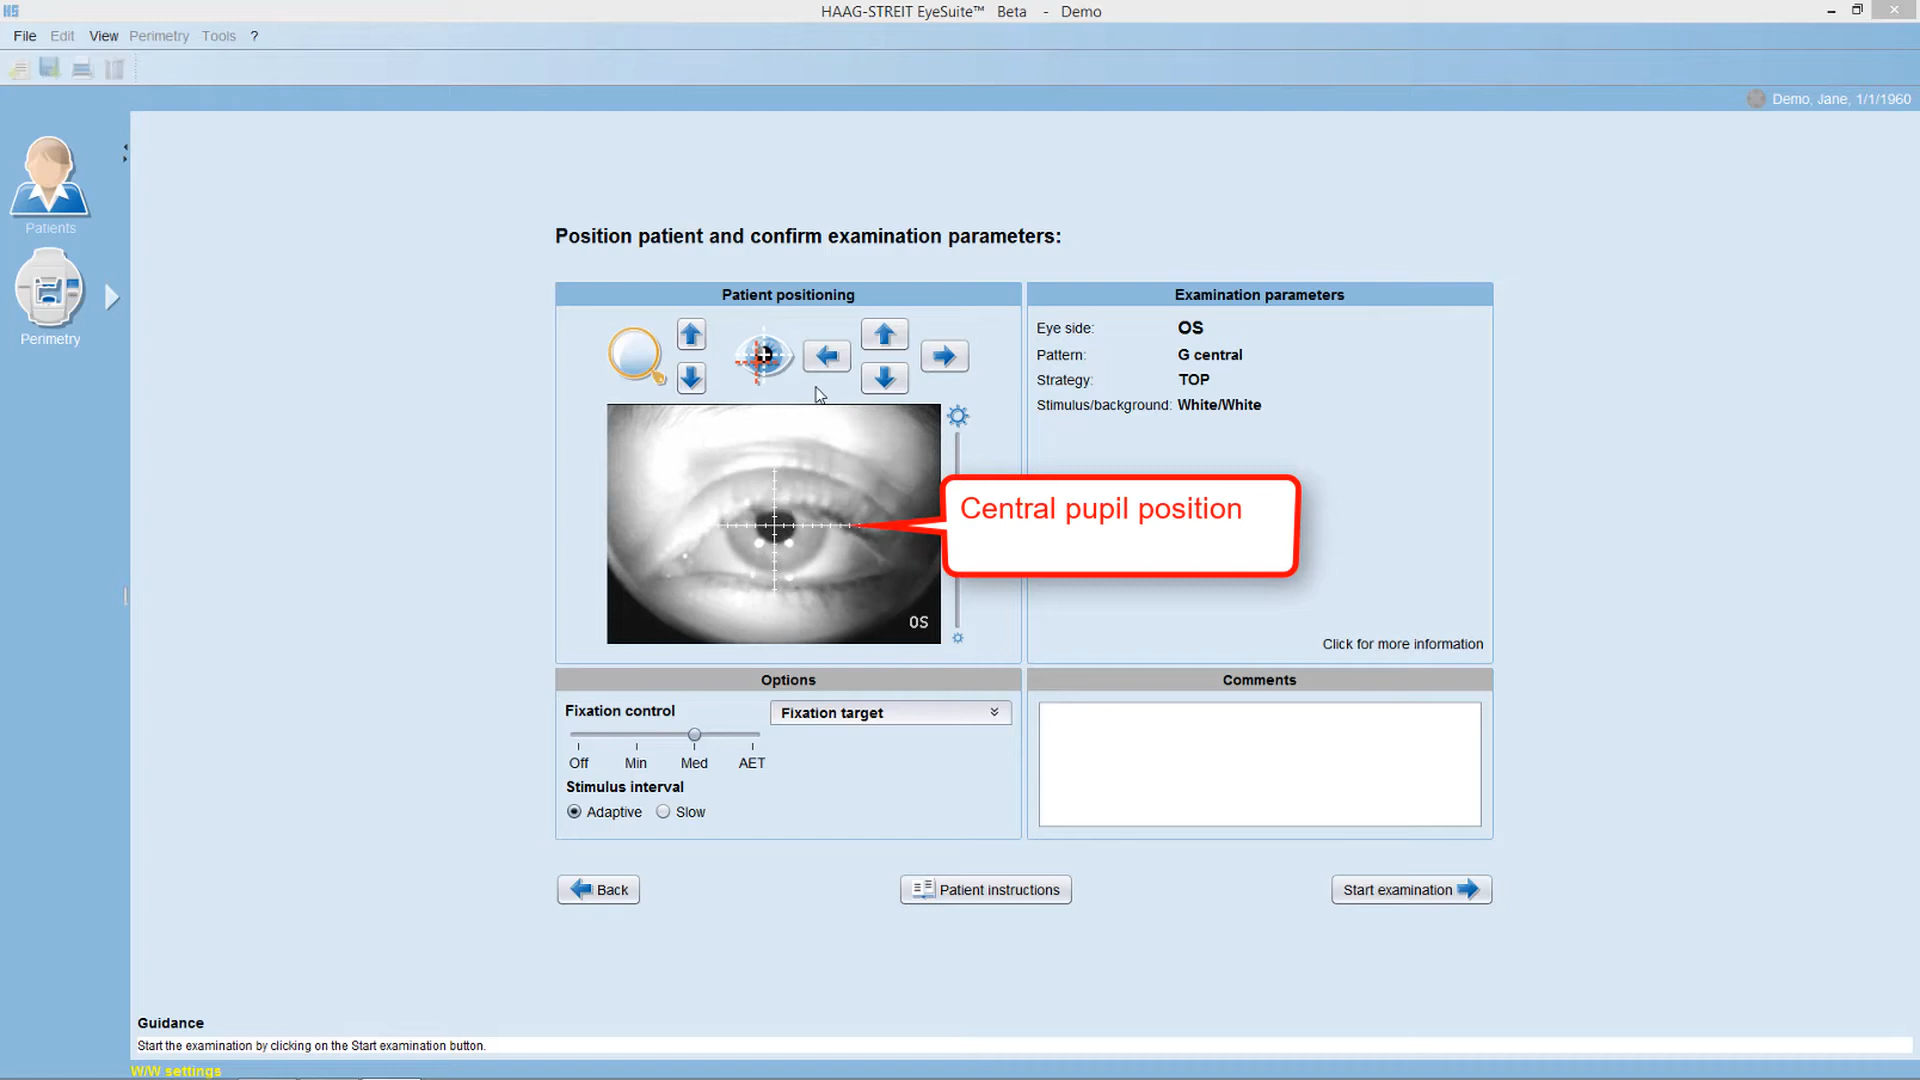 HS
HAAG-STREIT EyeSuite™ Beta - Demo
File Edit View Perimetry Tools ?
Demo, Jane, 1/1/1960
Patients
Perimetry
Position patient and confirm examination parameters:
Patient positioning
OS
Central pupil position
Examination parameters
Eye side: OS
Pattern: G central
Strategy: TOP
Stimulus/background: White/White
Click for more information
Options
Fixation control
Fixation target
Off Min Med AET
Stimulus interval
Adaptive Slow
Comments
Back
Patient instructions
Start examination
Guidance
Start the examination by clicking on the Start examination button.
W/W settings